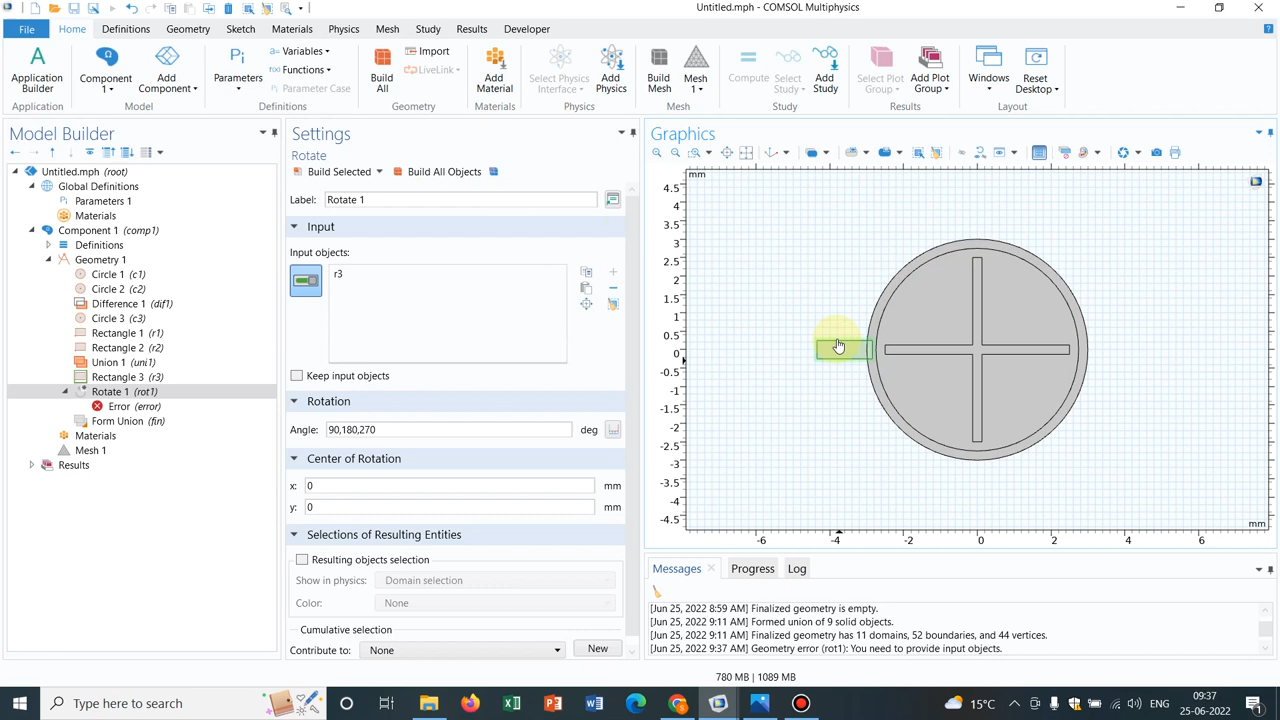 Untitled.mph - COMSOL Multiphysics
File Home Definitions Geometry Sketch Materials Physics Mesh Study Results Developer
Application Builder
Component 1
Add Component
Parameters
a= Variables
f(x) Functions
Parameter Case
Build All
Import
LiveLink
Add Material
Select Physics Interface
Add Physics
Build Mesh
Mesh 1
Compute
Select Study
Add Study
Select Plot Group
Add Plot Group
Windows
Reset Desktop
Application Model Definitions Geometry Materials Physics Mesh Study Results Layout
Model Builder
Untitled.mph (root)
Global Definitions
Parameters 1
Materials
Component 1 (comp1)
Definitions
Geometry 1
Circle 1 (c1)
Circle 2 (c2)
Difference 1 (dif1)
Circle 3 (c3)
Rectangle 1 (r1)
Rectangle 2 (r2)
Union 1 (uni1)
Rectangle 3 (r3)
Rotate 1 (rot1)
Error (error)
Form Union (fin)
Materials
Mesh 1
Results
Settings
Rotate
Build Selected Build All Objects
Label: Rotate 1
Input
Input objects:
r3
Keep input objects
Rotation
Angle: 90,180,270 deg
Center of Rotation
x: 0 mm
y: 0 mm
Selections of Resulting Entities
Resulting objects selection
Show in physics: Domain selection
Color: None
Cumulative selection
Contribute to: None New
Graphics
mm
4.5
4
3.5
3
2.5
2
1.5
1
0.5
0
-0.5
-1
-1.5
-2
-2.5
-3
-3.5
-4
-4.5
mm
-6 -4 -2 0 2 4 6
Messages Progress Log
[Jun 25, 2022 8:59 AM] Finalized geometry is empty.
[Jun 25, 2022 9:11 AM] Formed union of 9 solid objects.
[Jun 25, 2022 9:11 AM] Finalized geometry has 11 domains, 52 boundaries, and 44 vertices.
[Jun 25, 2022 9:37 AM] Geometry error (rot1): You need to provide input objects.
780 MB | 1089 MB
Type here to search
15°C
ENG
09:37
25-06-2022